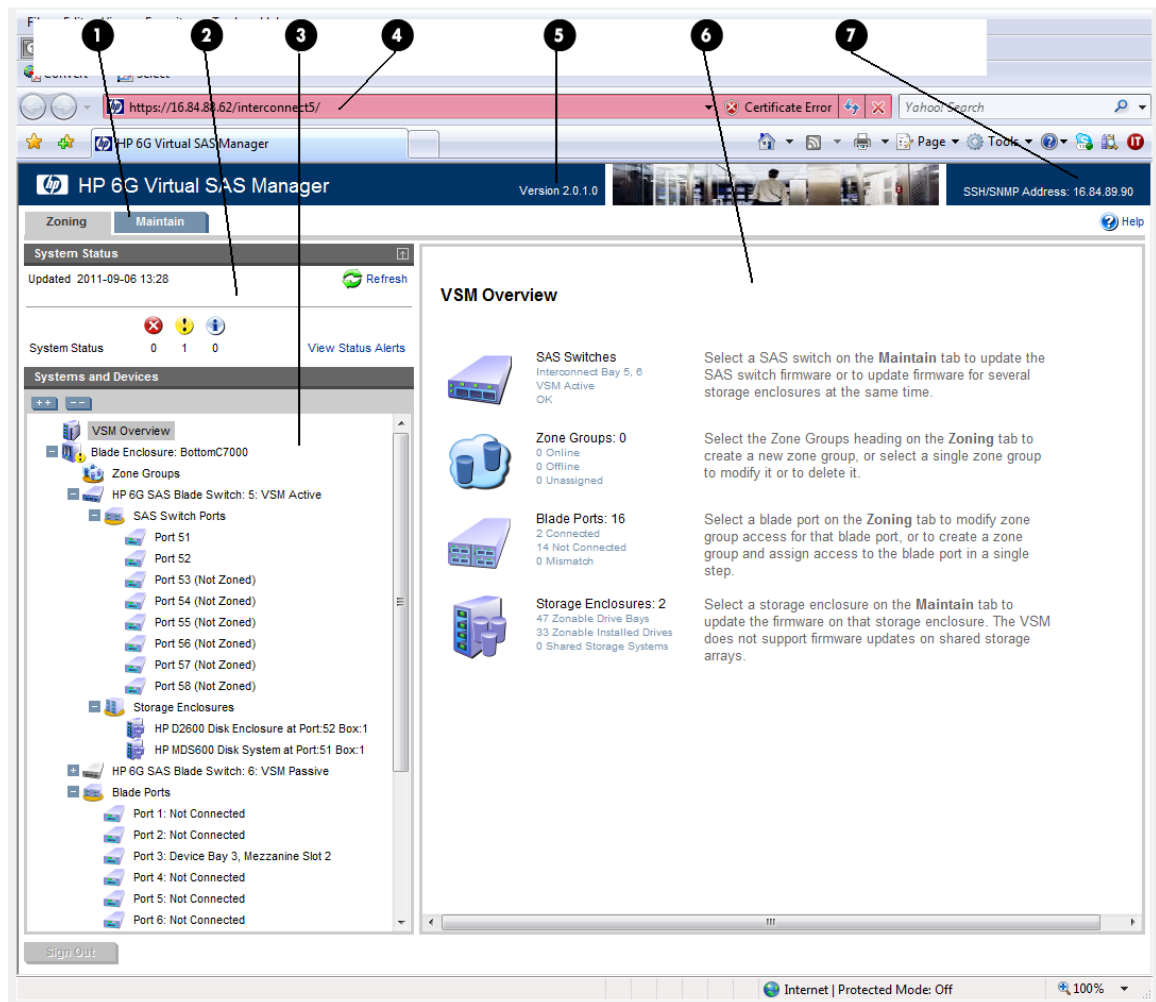 1 2 3 4 5 6 7
Select
https://16.84.88.62/interconnect5/
Certificate Error
Yahoo! Search
HP 6G Virtual SAS Manager
Page
Tools
hp HP 6G Virtual SAS Manager
Version 2.0.1.0
SSH/SNMP Address: 16.84.89.90
Zoning
Maintain
Help
System Status
Updated 2011-09-06 13:28
Refresh
System Status 0 1 0 View Status Alerts
Systems and Devices
++ --
VSM Overview
Blade Enclosure: BottomC7000
Zone Groups
HP 6G SAS Blade Switch: 5: VSM Active
SAS Switch Ports
Port 51
Port 52
Port 53 (Not Zoned)
Port 54 (Not Zoned)
Port 55 (Not Zoned)
Port 56 (Not Zoned)
Port 57 (Not Zoned)
Port 58 (Not Zoned)
Storage Enclosures
HP D2600 Disk Enclosure at Port:52 Box:1
HP MDS600 Disk System at Port:51 Box:1
HP 6G SAS Blade Switch: 6: VSM Passive
Blade Ports
Port 1: Not Connected
Port 2: Not Connected
Port 3: Device Bay 3, Mezzanine Slot 2
Port 4: Not Connected
Port 5: Not Connected
Port 6: Not Connected
Sign Out
VSM Overview
SAS Switches
Interconnect Bay 5, 6
VSM Active
OK
Select a SAS switch on the Maintain tab to update the
SAS switch firmware or to update firmware for several
storage enclosures at the same time.
Zone Groups: 0
0 Online
0 Offline
0 Unassigned
Select the Zone Groups heading on the Zoning tab to
create a new zone group, or select a single zone group
to modify it or to delete it.
Blade Ports: 16
2 Connected
14 Not Connected
0 Mismatch
Select a blade port on the Zoning tab to modify zone
group access for that blade port, or to create a zone
group and assign access to the blade port in a single
step.
Storage Enclosures: 2
47 Zonable Drive Bays
33 Zonable Installed Drives
0 Shared Storage Systems
Select a storage enclosure on the Maintain tab to
update the firmware on that storage enclosure. The VSM
does not support firmware updates on shared storage
arrays.
Internet | Protected Mode: Off
100%